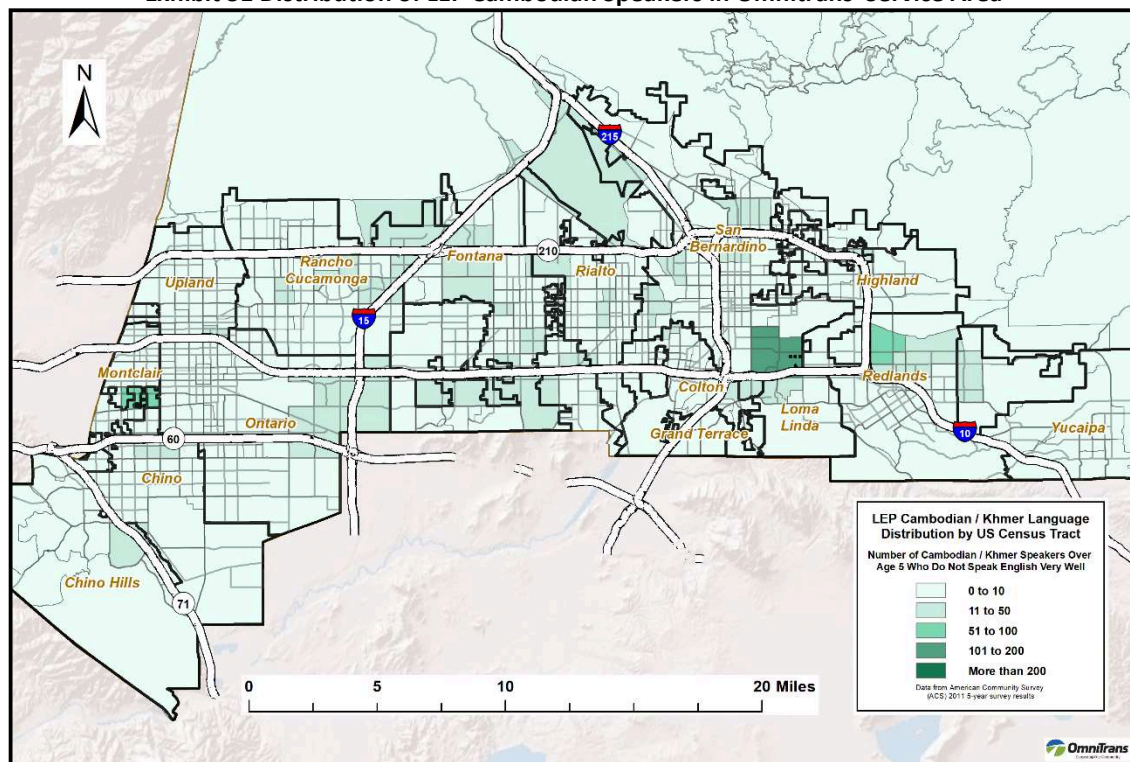 N
215
210
San
Bernardino
Rancho
Cucamonga
Fontana
Rialto
Upland
Highland
15
Montclair
Colton
Redlands
Ontario
60
Loma
Linda
Grand Terrace
10
Yucaipa
Chino
Chino Hills
71
LEP Cambodian / Khmer Language
Distribution by US Census Tract
Number of Cambodian / Khmer Speakers Over
Age 5 Who Do Not Speak English Very Well
0 to 10
11 to 50
51 to 100
101 to 200
More than 200
Data from American Community Survey
(ACS) 2011 5-year survey results
0 5 10 20 Miles
OmniTrans